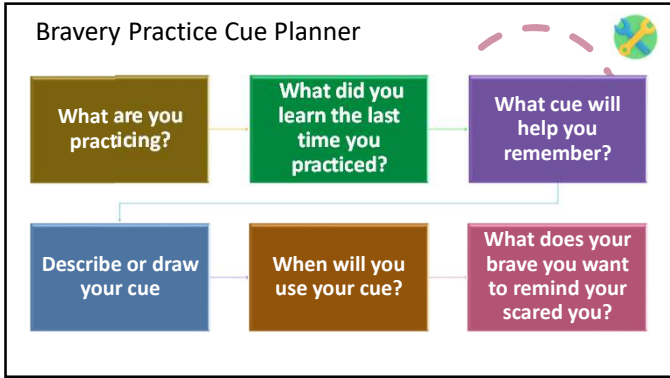 Bravery Practice Cue Planner
What are you
practicing?
What did you
learn the last
time you
practiced?
What cue will
help you
remember?
Describe or draw
your cue
When will you
use your cue?
What does your
brave you want
to remind your
scared you?